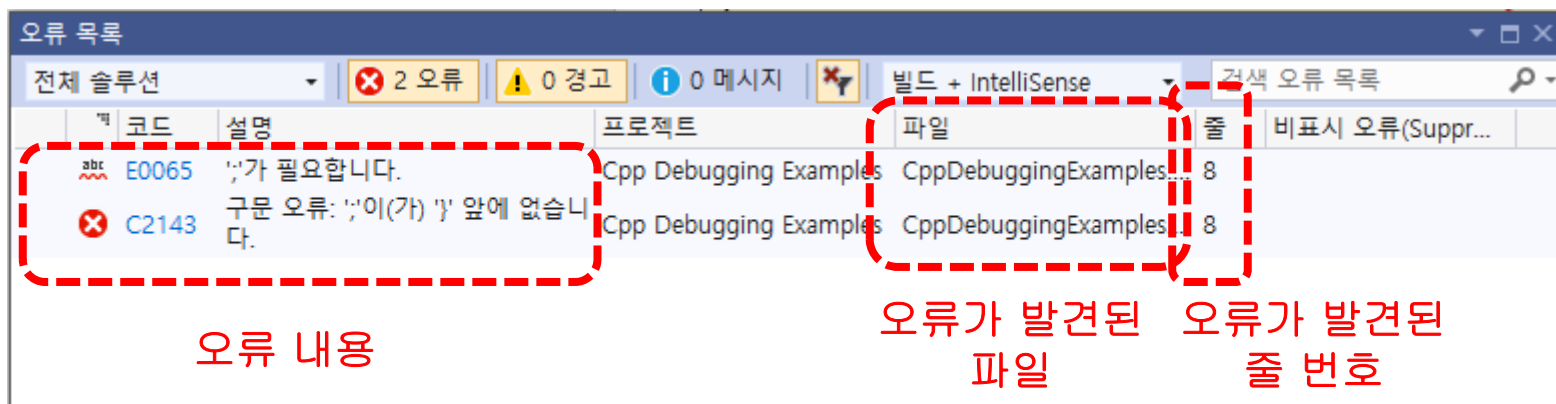 오류 목록
전체 솔루션 2 오류 0 경고 0 메시지 빌드 + IntelliSense 검색 오류 목록
코드 설명 프로젝트 파일 줄 비표시 오류(Suppr...
abc E0065 ';'가 필요합니다. Cpp Debugging Examples CppDebuggingExamples.... 8
C2143 구문 오류: ';'이(가) '}' 앞에 없습니
다. Cpp Debugging Examples CppDebuggingExamples.... 8
오류 내용
오류가 발견된
파일
오류가 발견된
줄 번호